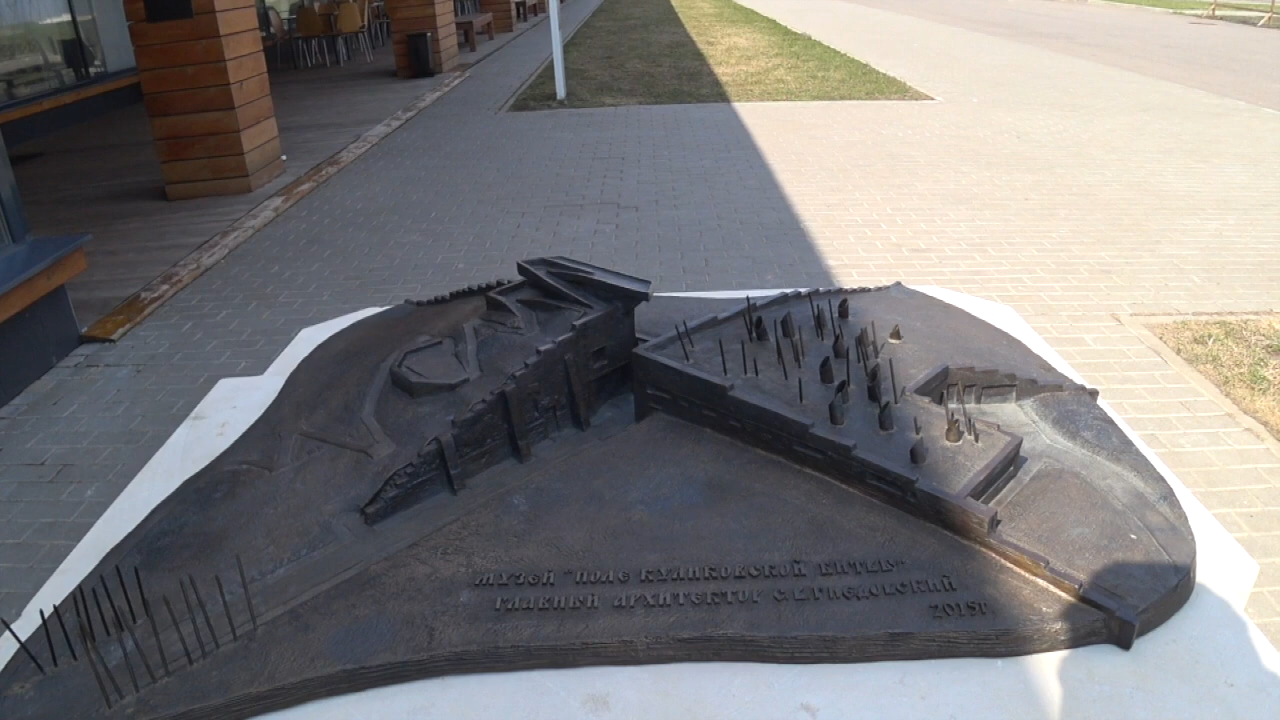 МУЗЕЙ "ПОЛЕ КУЛИКОВСКОЙ БИТВЫ"
ГЛАВНЫЙ АРХИТЕКТОР С.В.ГНЕДОВСКИЙ
2015г.